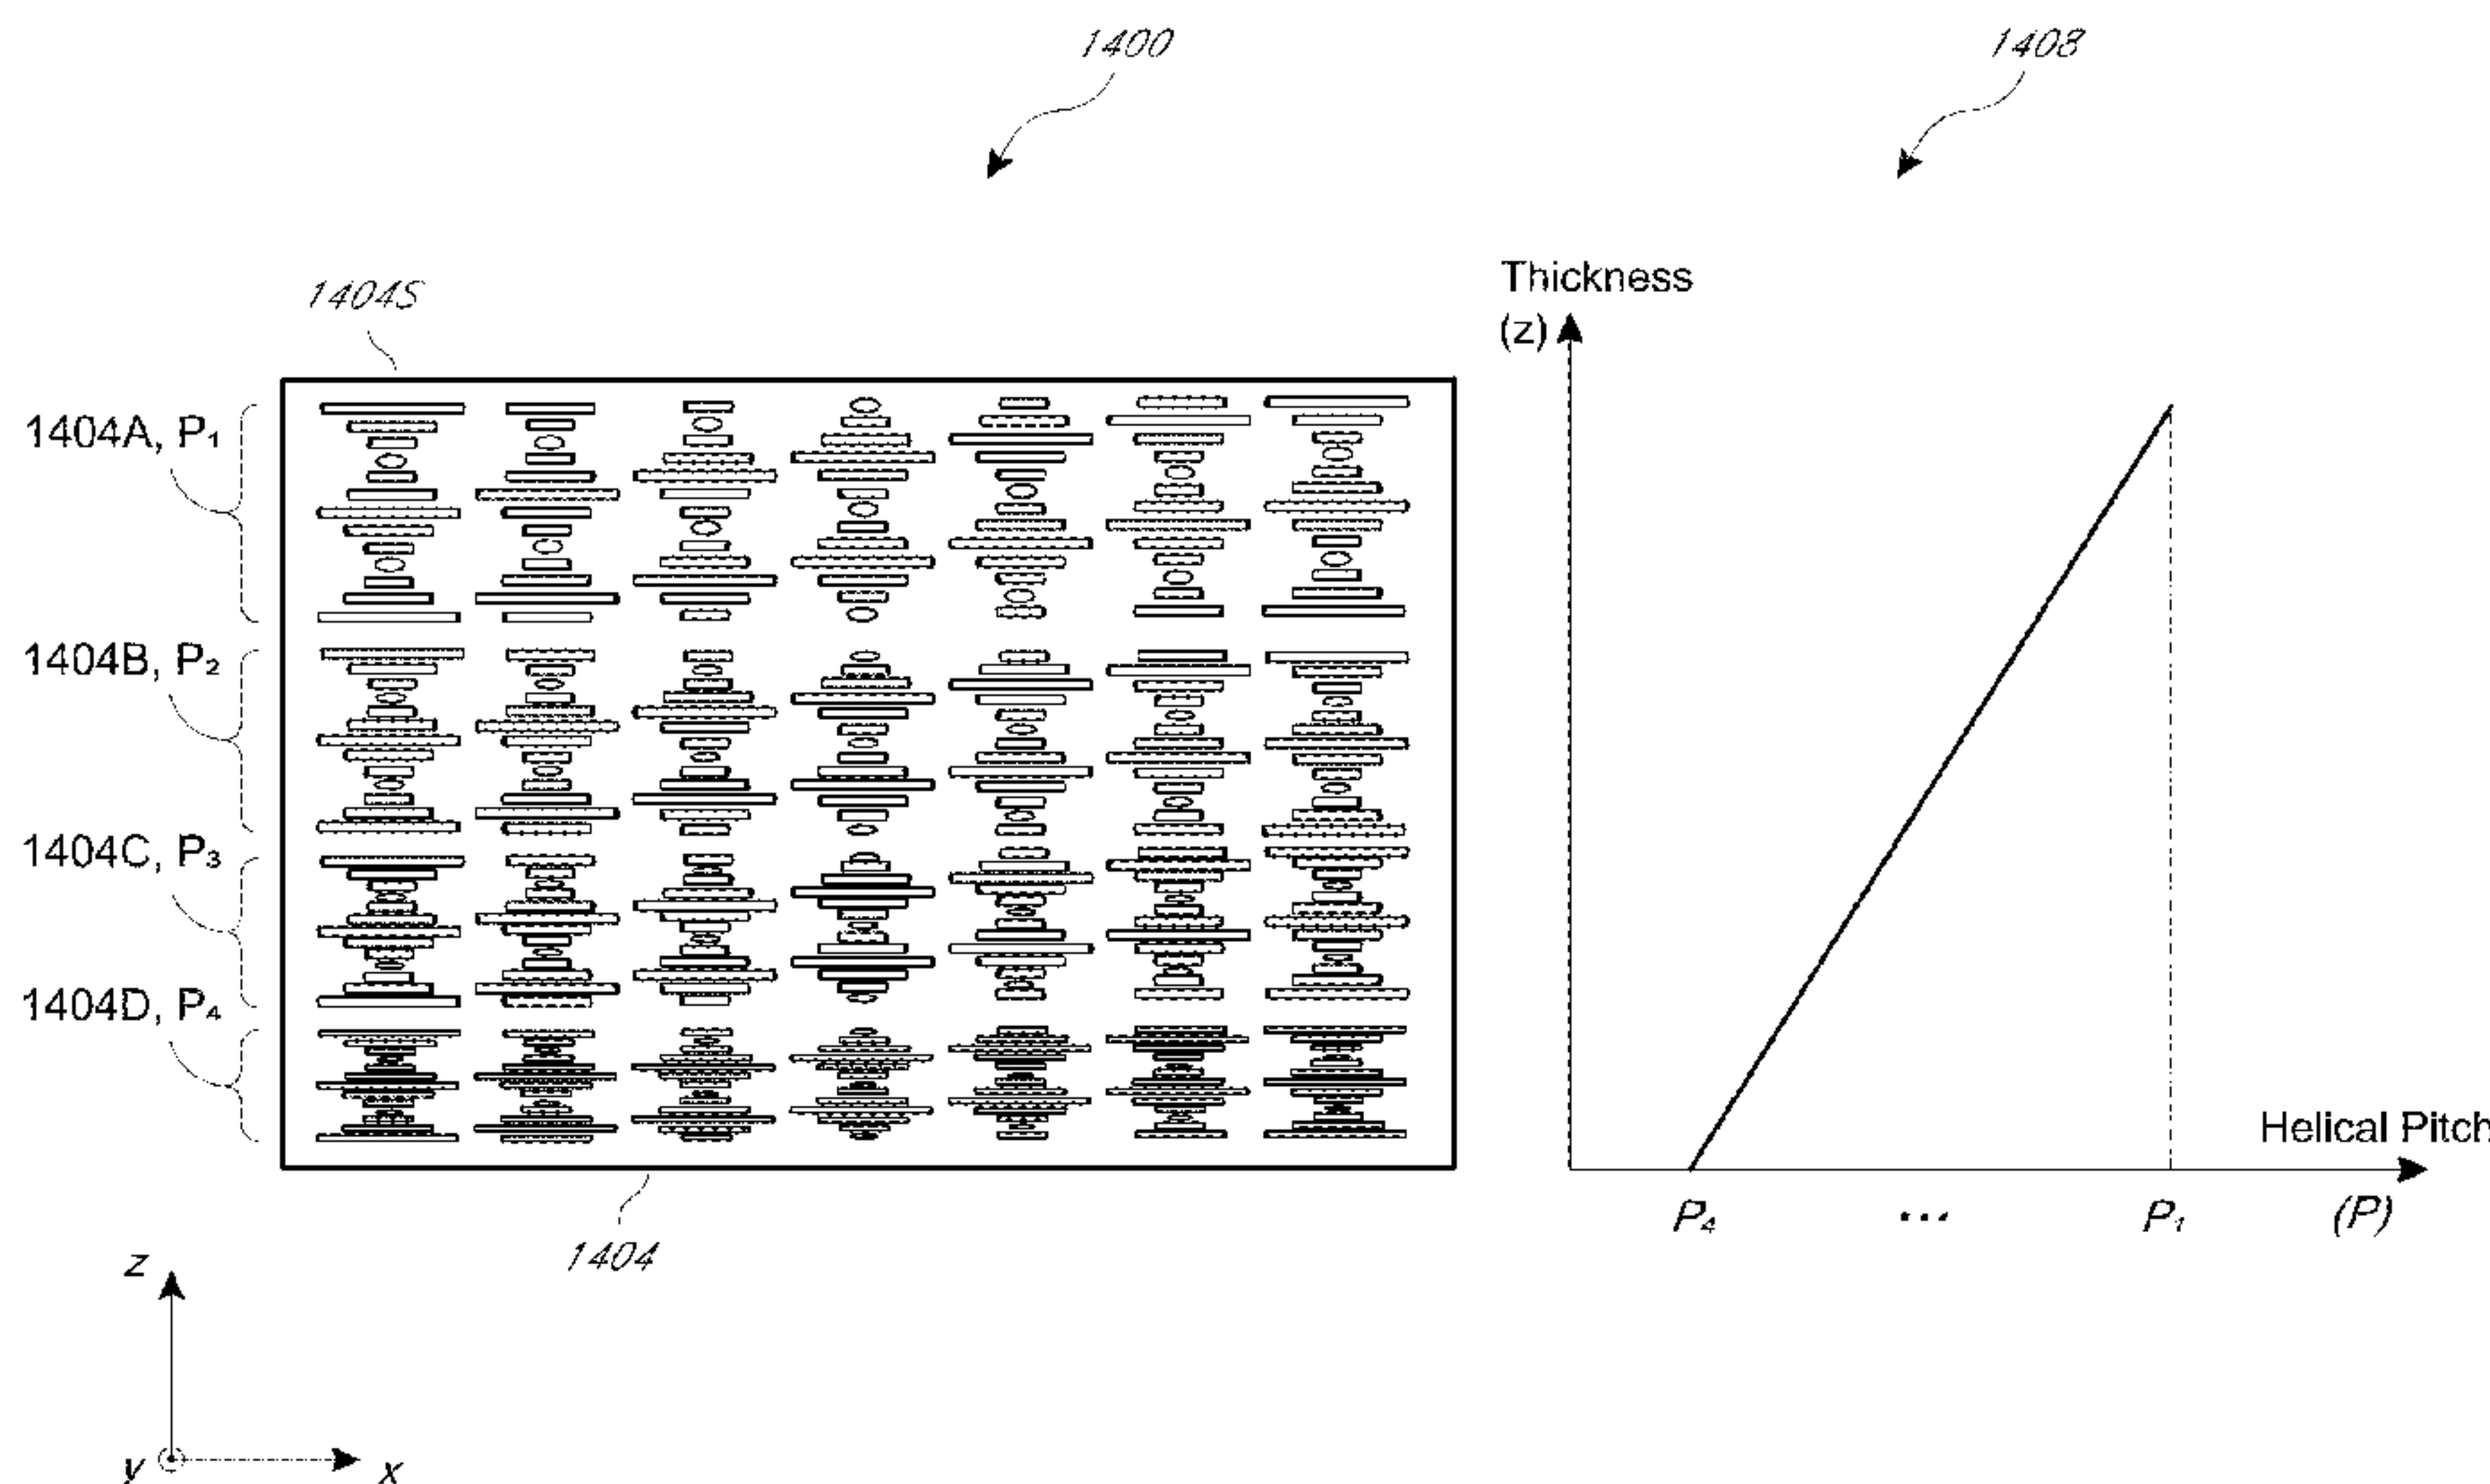 1400
1408
Thickness
(z)
1404S
1404A, P₁
1404B, P₂
1404C, P₃
1404D, P₄
Helical Pitch
P₄ ... P₁ (P)
1404
z
y x